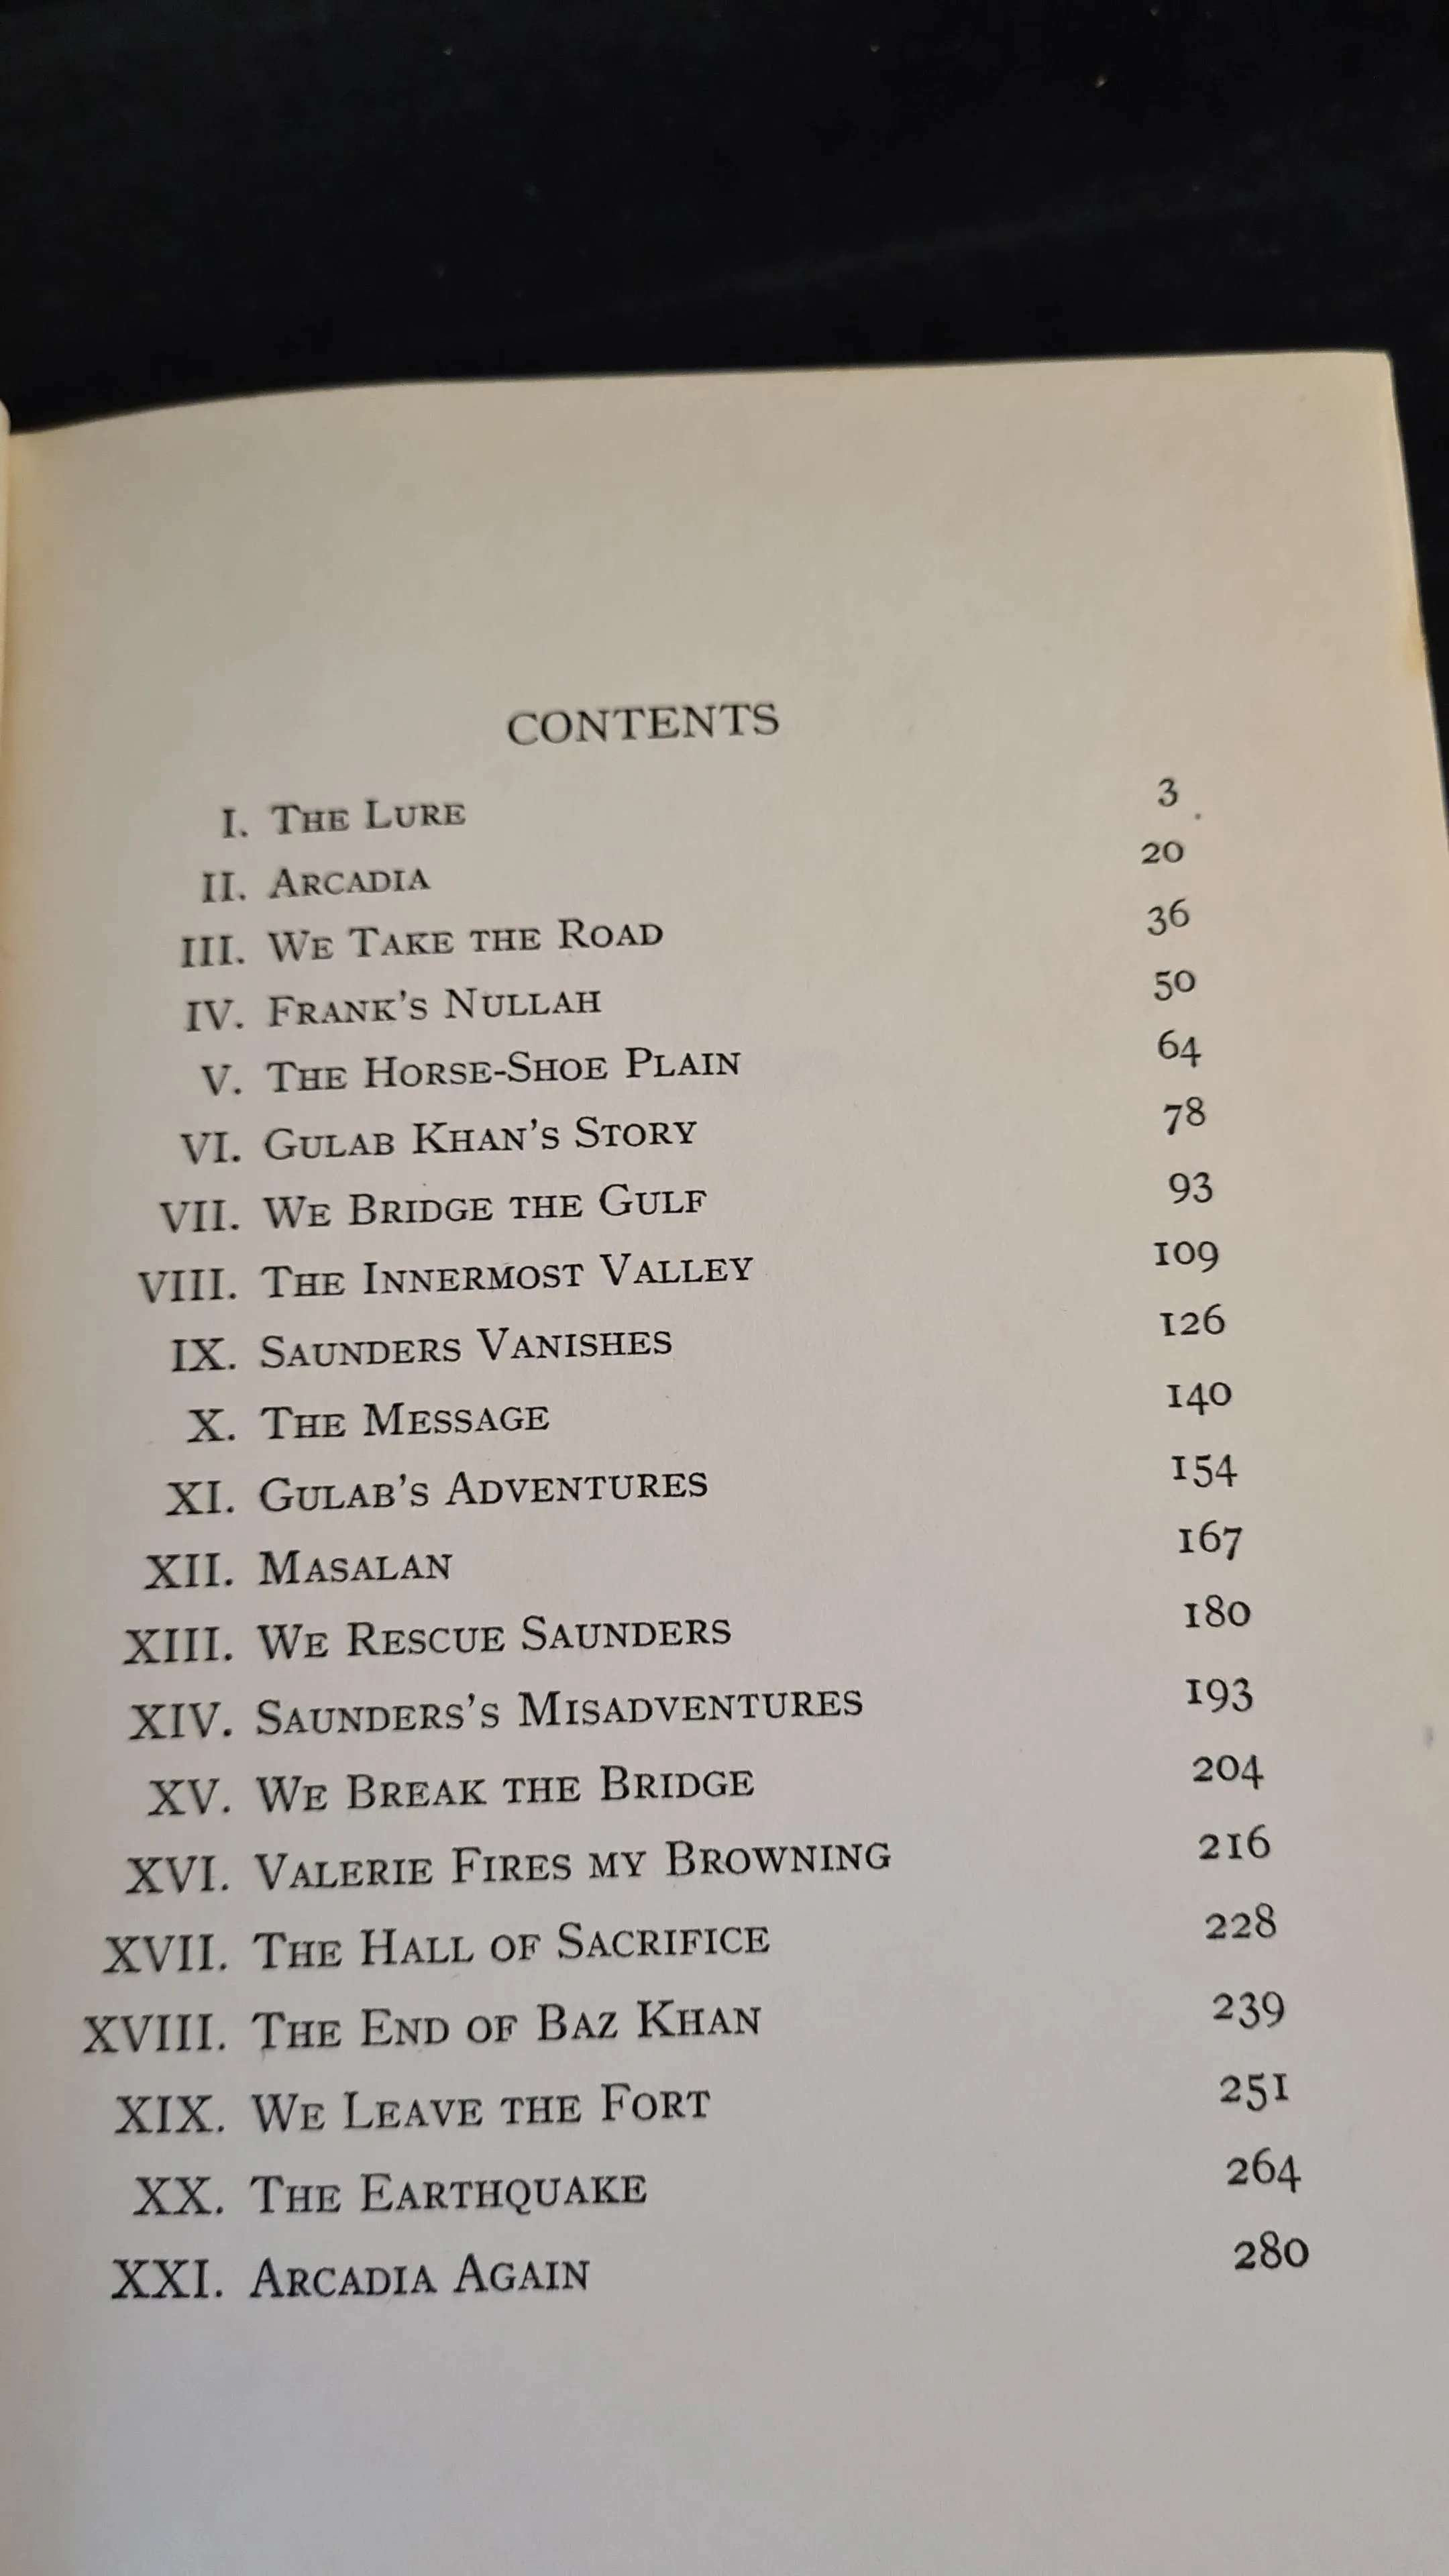 CONTENTS
I. The Lure 3
II. Arcadia 20
III. We Take the Road 36
IV. Frank's Nullah 50
V. The Horse-Shoe Plain 64
VI. Gulab Khan's Story 78
VII. We Bridge the Gulf 93
VIII. The Innermost Valley 109
IX. Saunders Vanishes 126
X. The Message 140
XI. Gulab's Adventures 154
XII. Masalan 167
XIII. We Rescue Saunders 180
XIV. Saunders's Misadventures 193
XV. We Break the Bridge 204
XVI. Valerie Fires my Browning 216
XVII. The Hall of Sacrifice 228
XVIII. The End of Baz Khan 239
XIX. We Leave the Fort 251
XX. The Earthquake 264
XXI. Arcadia Again 280